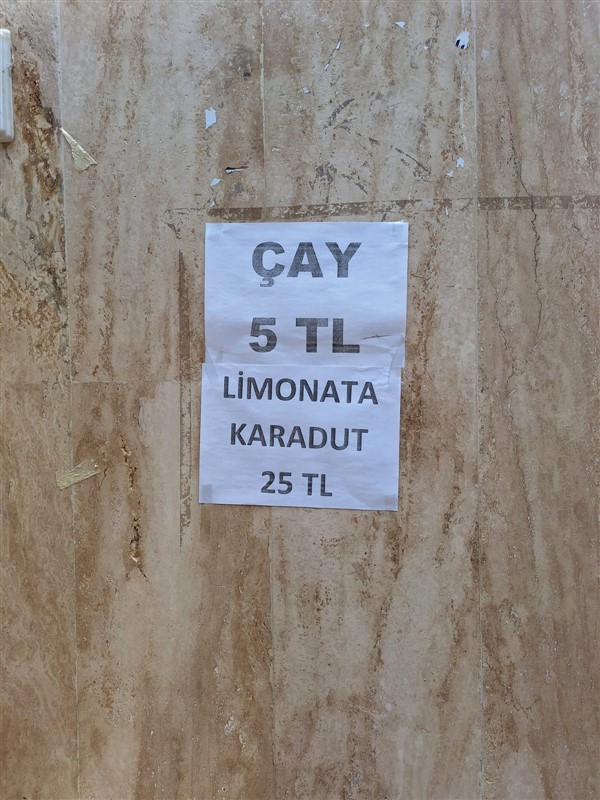 ÇAY
5 TL
LİMONATA
KARADUT
25 TL